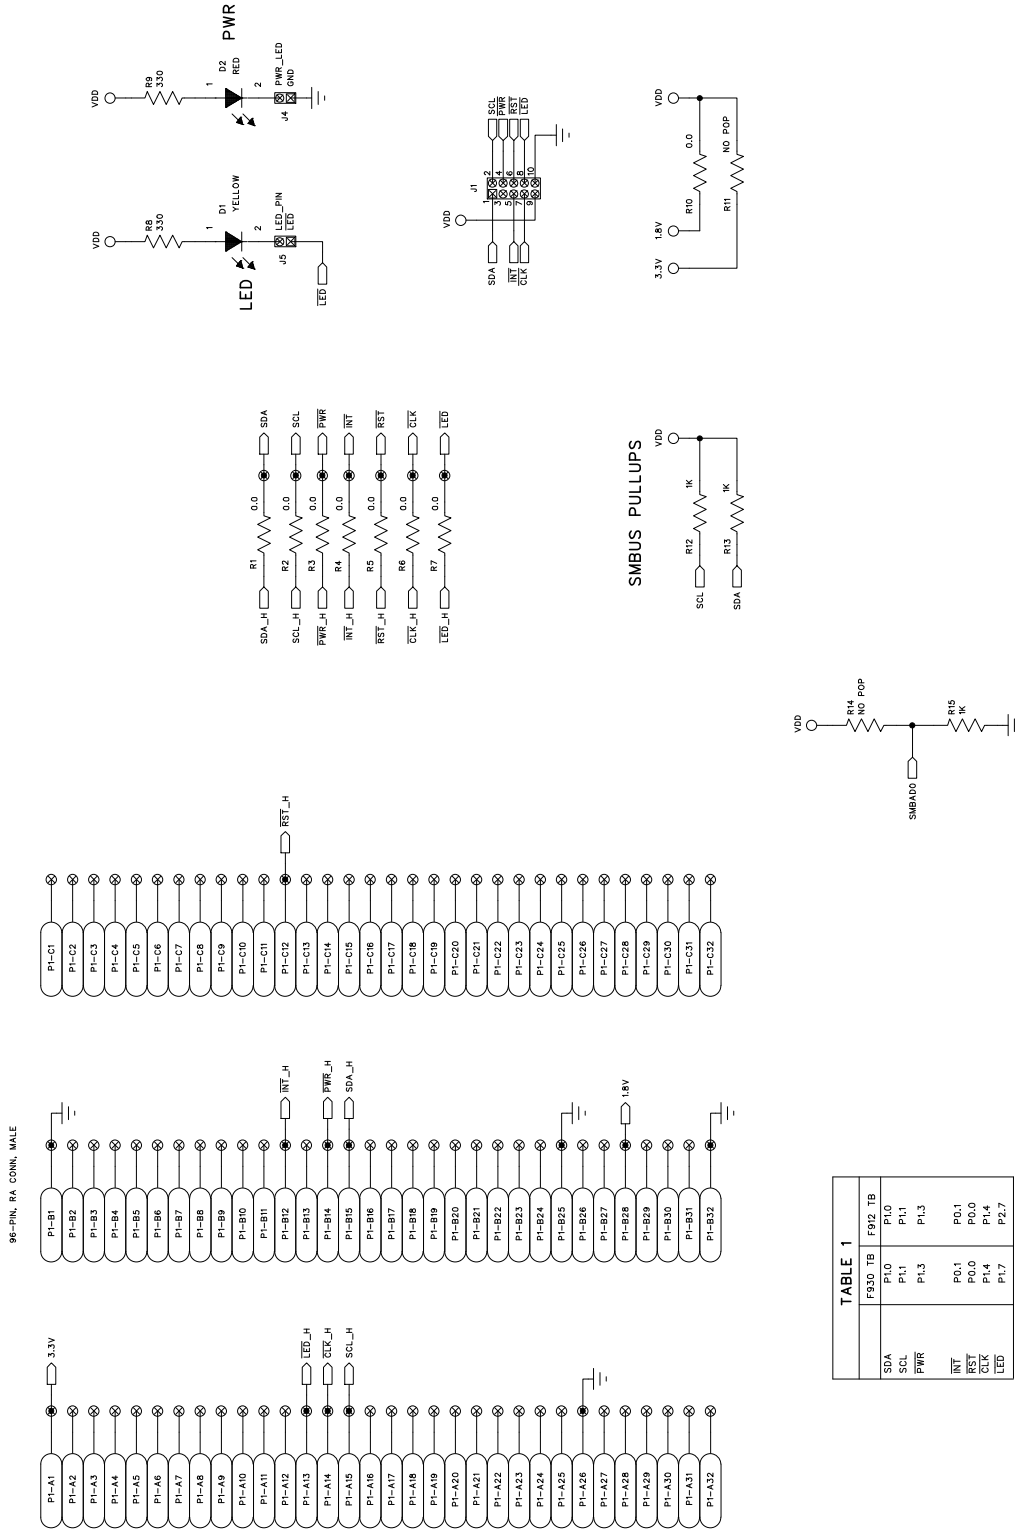 96-PIN, RA CONN, MALE
P1-A1
P1-A2
P1-A3
P1-A4
P1-A5
P1-A6
P1-A7
P1-A8
P1-A9
P1-A10
P1-A11
P1-A12
P1-A13
P1-A14
P1-A15
P1-A16
P1-A17
P1-A18
P1-A19
P1-A20
P1-A21
P1-A22
P1-A23
P1-A24
P1-A25
P1-A26
P1-A27
P1-A28
P1-A29
P1-A30
P1-A31
P1-A32
3.3V
LED_H
CLK_H
SCL_H
P1-B1
P1-B2
P1-B3
P1-B4
P1-B5
P1-B6
P1-B7
P1-B8
P1-B9
P1-B10
P1-B11
P1-B12
P1-B13
P1-B14
P1-B15
P1-B16
P1-B17
P1-B18
P1-B19
P1-B20
P1-B21
P1-B22
P1-B23
P1-B24
P1-B25
P1-B26
P1-B27
P1-B28
P1-B29
P1-B30
P1-B31
P1-B32
INT_H
PWR_H
SDA_H
1.8V
P1-C1
P1-C2
P1-C3
P1-C4
P1-C5
P1-C6
P1-C7
P1-C8
P1-C9
P1-C10
P1-C11
P1-C12
P1-C13
P1-C14
P1-C15
P1-C16
P1-C17
P1-C18
P1-C19
P1-C20
P1-C21
P1-C22
P1-C23
P1-C24
P1-C25
P1-C26
P1-C27
P1-C28
P1-C29
P1-C30
P1-C31
P1-C32
RST_H
SDA_H R1 0.0 SDA
SCL_H R2 0.0 SCL
PWR_H R3 0.0 PWR
INT_H R4 0.0 INT
RST_H R5 0.0 RST
CLK_H R6 0.0 CLK
LED_H R7 0.0 LED
SMBUS PULLUPS
VDD
SCL R12 1K
SDA R13 1K
VDD
R14
NO POP
SMBAD0
R15
1K
VDD
R8
330
1
D1
YELLOW
2
LED_PIN
LED
J5
LED
LED
VDD
R9
330
1
D2
RED
2
PWR_LED
GND
J4
PWR
VDD
J1
SDA 1 2 SCL
3 4 PWR
INT 5 6 RST
CLK 7 8 LED
9 10
1.8V R10 0.0 VDD
3.3V R11 NO POP
TABLE 1
F930 TB F912 TB
SDA P1.0 P1.0
SCL P1.1 P1.1
PWR P1.3 P1.3
INT P0.1 P0.1
RST P0.0 P0.0
CLK P1.4 P1.4
LED P1.7 P2.7